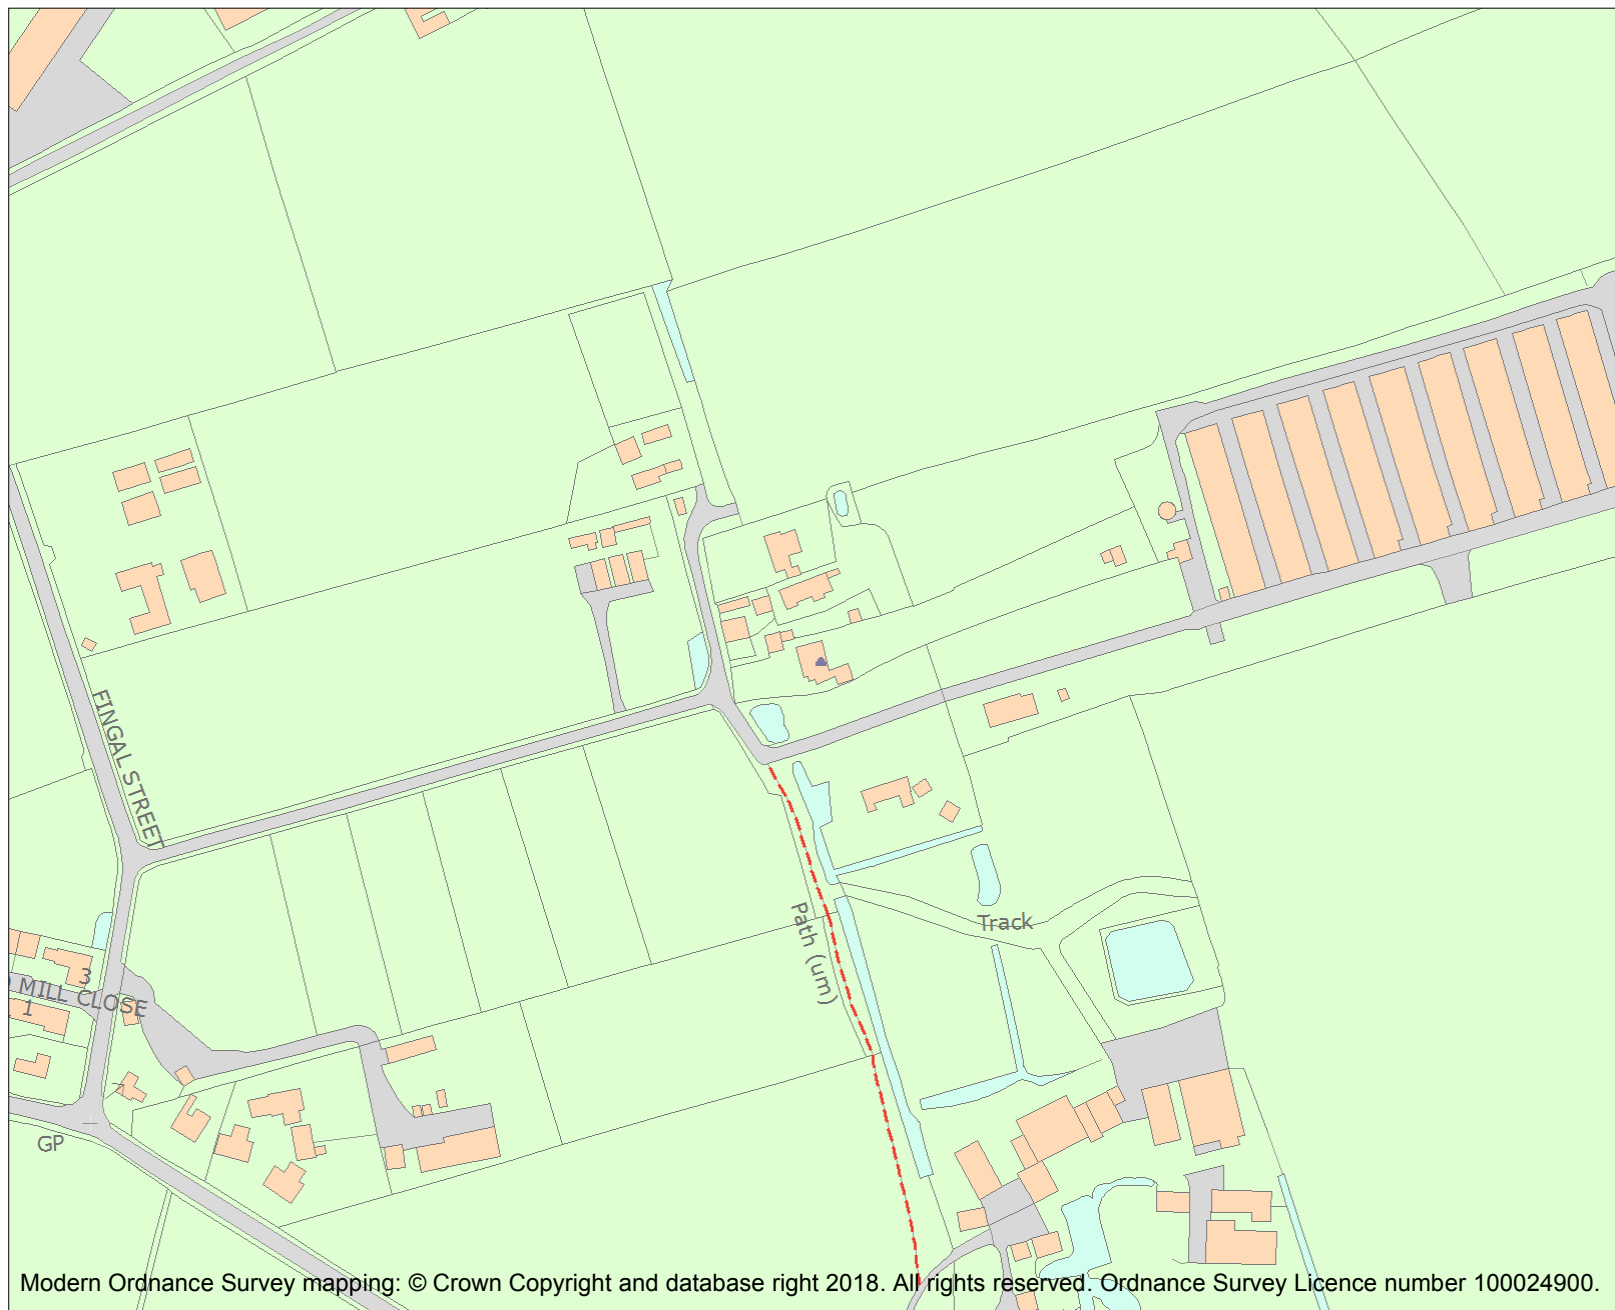 FINGAL STREET
Path (um)
Track
3
MILL CLOSE
1
GP
Modern Ordnance Survey mapping: © Crown Copyright and database right 2018. All rights reserved. Ordnance Survey Licence number 100024900.